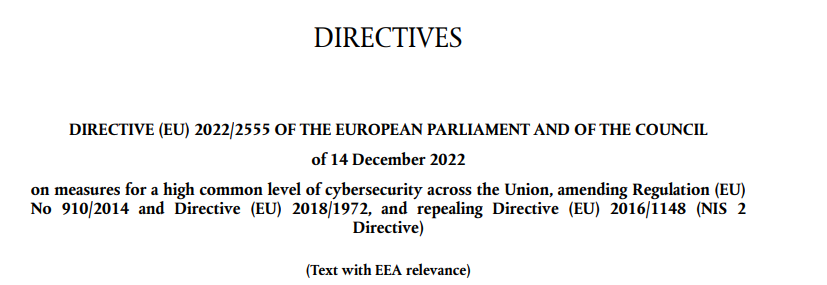 DIRECTIVES
DIRECTIVE (EU) 2022/2555 OF THE EUROPEAN PARLIAMENT AND OF THE COUNCIL
of 14 December 2022
on measures for a high common level of cybersecurity across the Union, amending Regulation (EU)
No 910/2014 and Directive (EU) 2018/1972, and repealing Directive (EU) 2016/1148 (NIS 2
Directive)
(Text with EEA relevance)